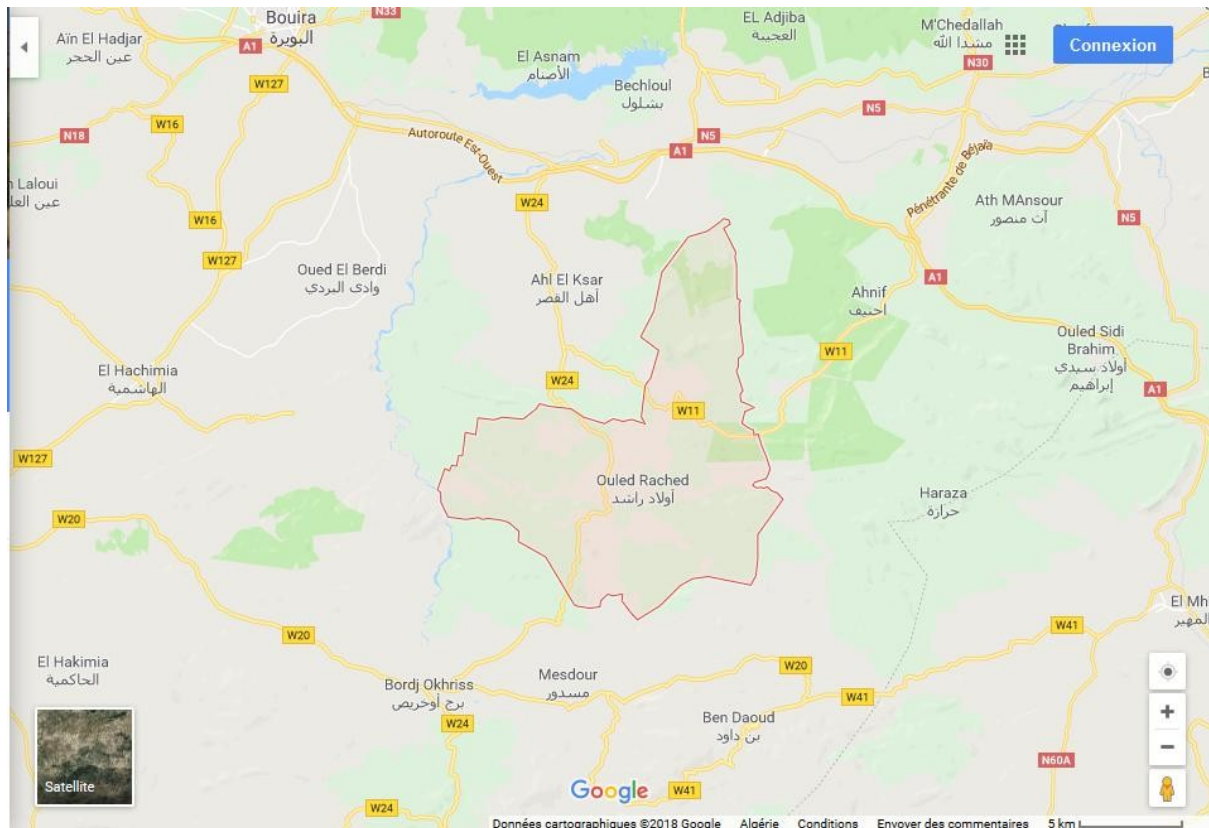 Bouira
البويرة
N33
EL Adjiba
العجيبة
M'Chedallah
مشدا الله
Connexion
Aïn El Hadjar
عين الحجر
A1
El Asnam
الأصنام
N30
W127
Bechloul
بشلول
W16
N18
Autoroute Est-Ouest
N5
N5
A1
Pénétrante de Béjaïa
n Laloui
W24
Ath MAnsour
آث منصور
W16
N5
W127
Oued El Berdi
وادي البردي
Ahl El Ksar
أهل القصر
A1
Ahnif
احنيف
Ouled Sidi
Brahim
أولاد سيدي
إبراهيم
W11
El Hachimia
الهاشمية
W24
A1
W11
W127
Ouled Rached
أولاد راشد
Haraza
حرازة
W20
El Mh
المهير
W41
W20
El Hakimia
الحاكمية
Mesdour
مسدور
W20
Bordj Okhriss
برج أوخريص
W41
Ben Daoud
بن داود
W24
Satellite
N60A
Google
W41
W24
Données cartographiques ©2018 Google Algérie Conditions Envoyer des commentaires 5 km